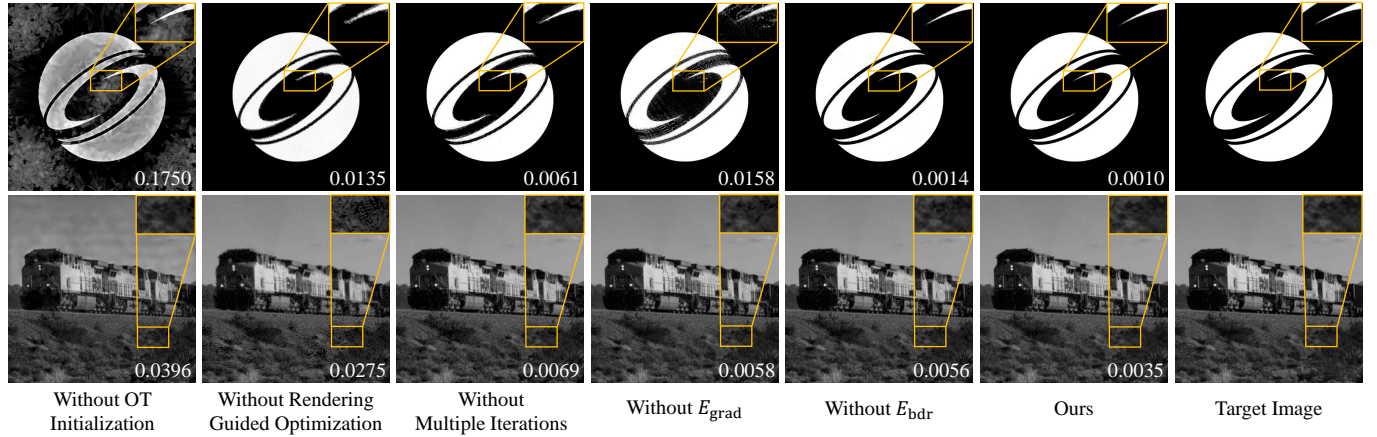 0.1750 0.0135 0.0061 0.0158 0.0014 0.0010
0.0396 0.0275 0.0069 0.0058 0.0056 0.0035
Without OT
Initialization
Without Rendering
Guided Optimization
Without
Multiple Iterations
Without E_grad
Without E_bdr
Ours
Target Image